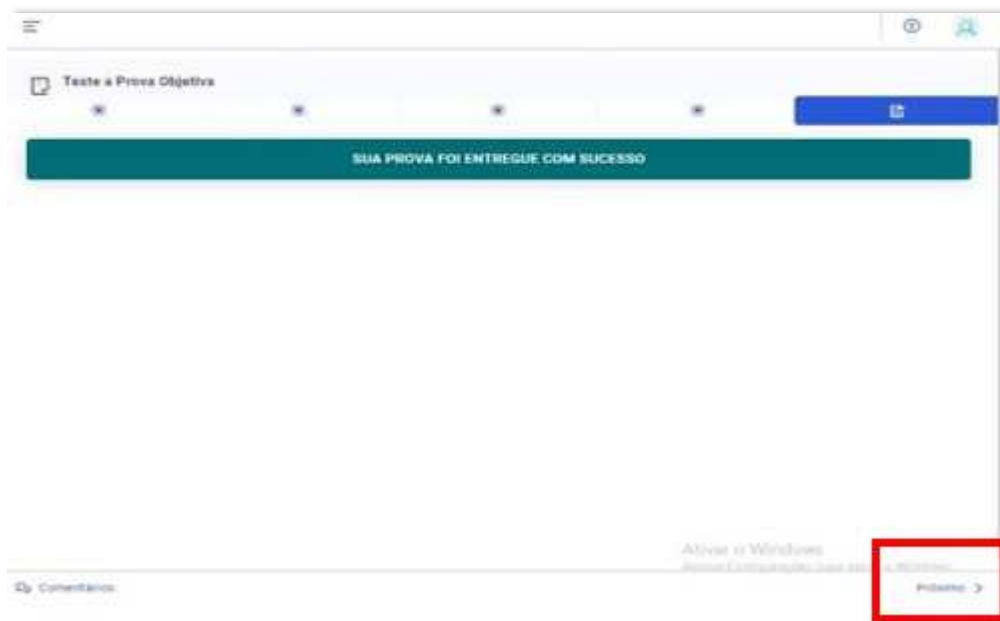 Teste a Prova Objetiva
SUA PROVA FOI ENTREGUE COM SUCESSO
Ativar o Windows
Comentários
Próximo